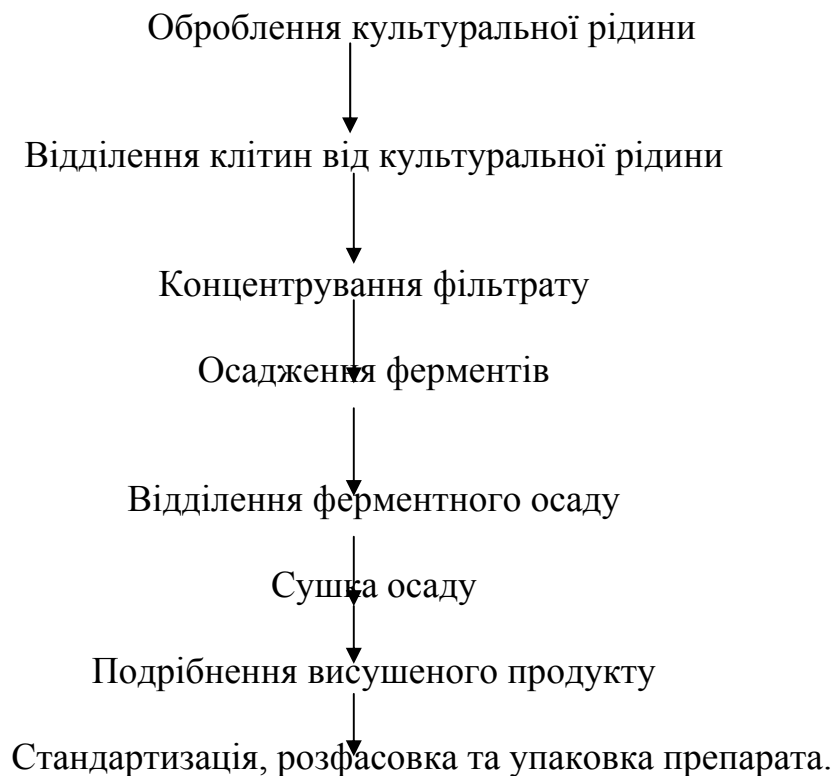 Оброблення культуральної рідини
Відділення клітин від культуральної рідини
Концентрування фільтрату
Осадження ферментів
Відділення ферментного осаду
Сушка осаду
Подрібнення висушеного продукту
Стандартизація, розфасовка та упаковка препарата.